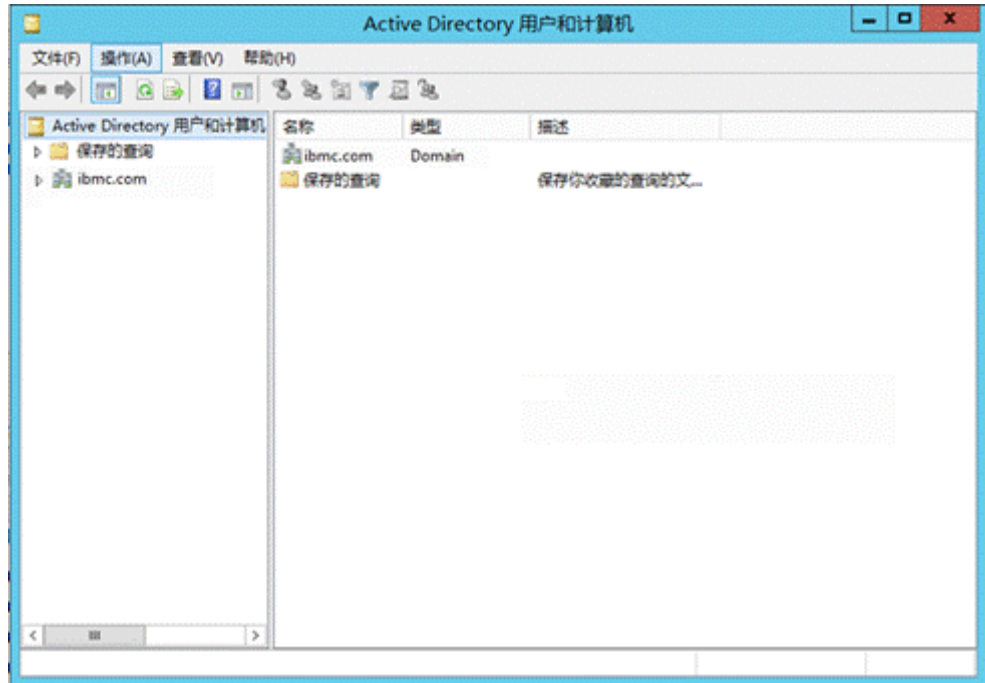 Active Directory 用户和计算机
文件(F) 操作(A) 查看(V) 帮助(H)
Active Directory 用户和计算机
保存的查询
ibmc.com
名称 类型 描述
ibmc.com Domain
保存的查询 保存你收藏的查询的文...